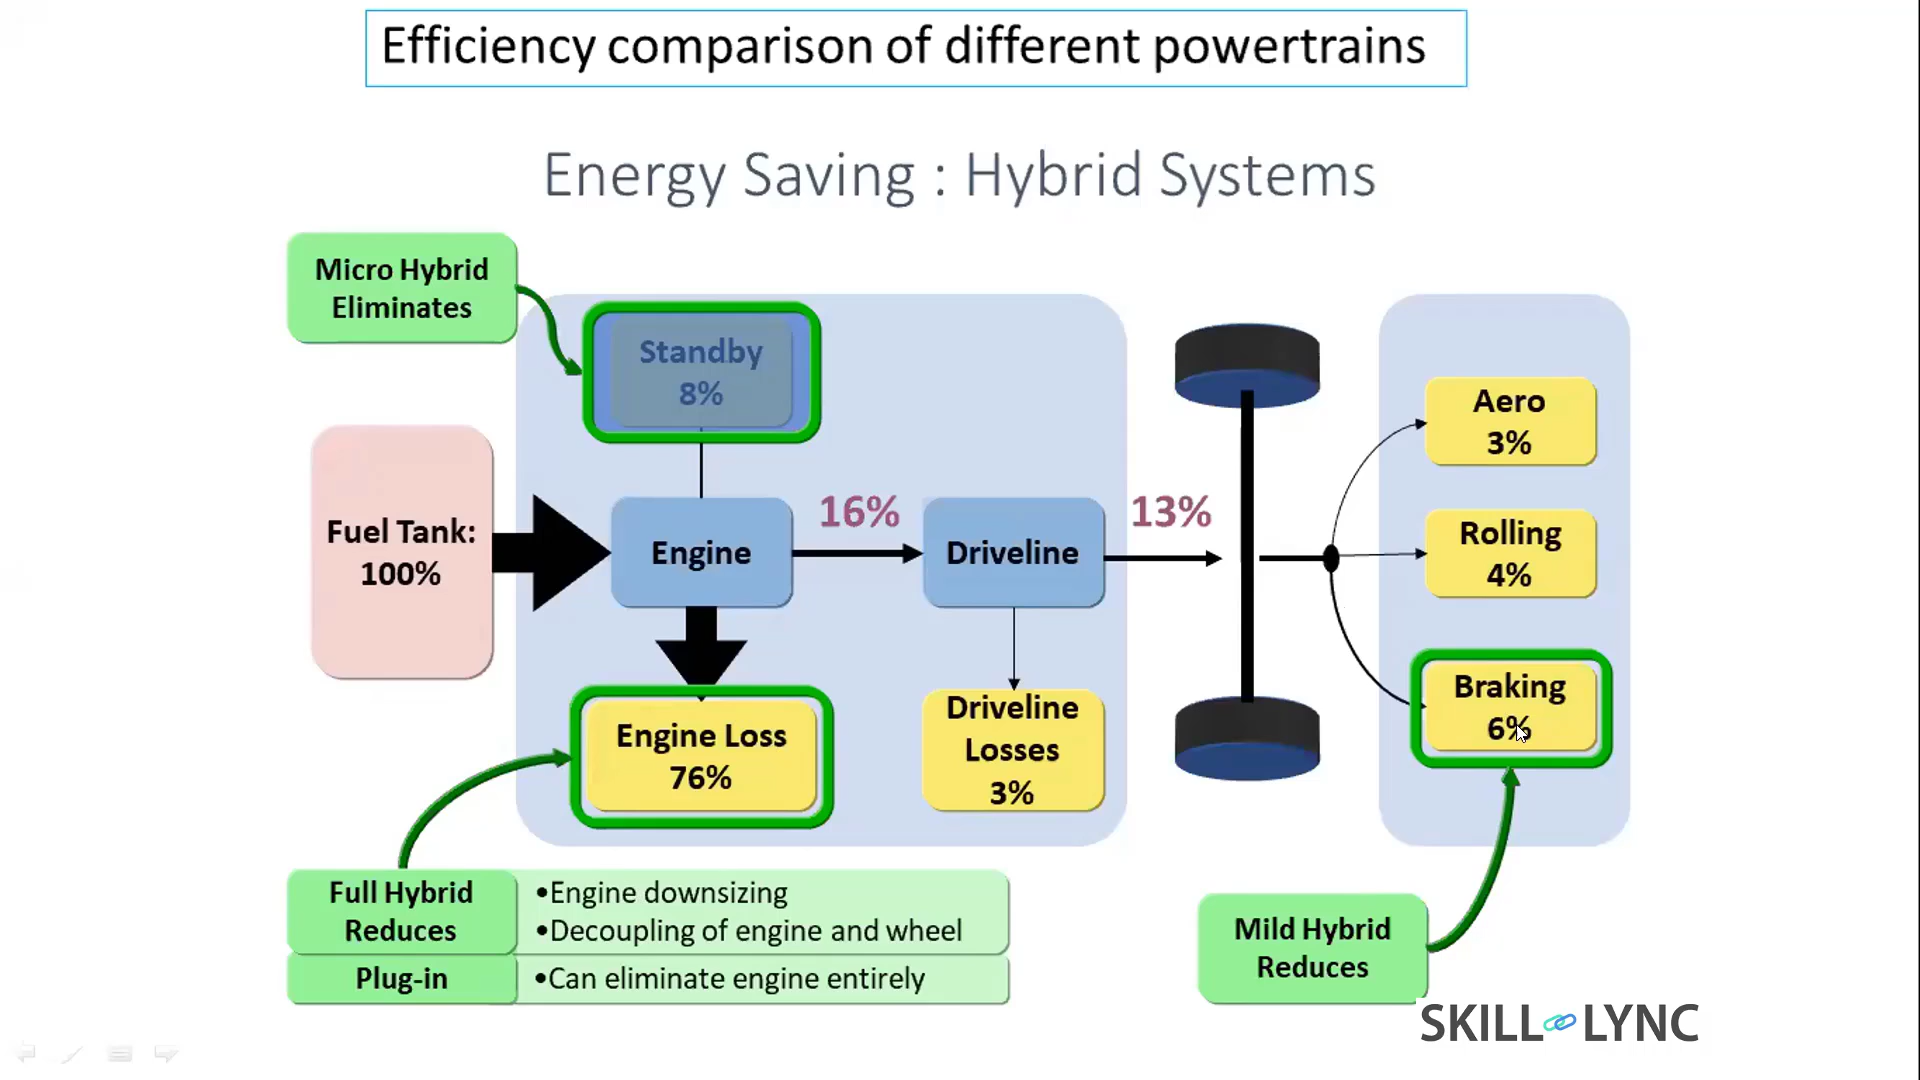 Efficiency comparison of different powertrains
Energy Saving : Hybrid Systems
Micro Hybrid
Eliminates
Standby
8%
Fuel Tank:
100%
Engine
16%
Driveline
13%
Engine Loss
76%
Driveline
Losses
3%
Aero
3%
Rolling
4%
Braking
6%
Full Hybrid
Reduces
•Engine downsizing
•Decoupling of engine and wheel
Plug-in
•Can eliminate engine entirely
Mild Hybrid
Reduces
SKILL LYNC